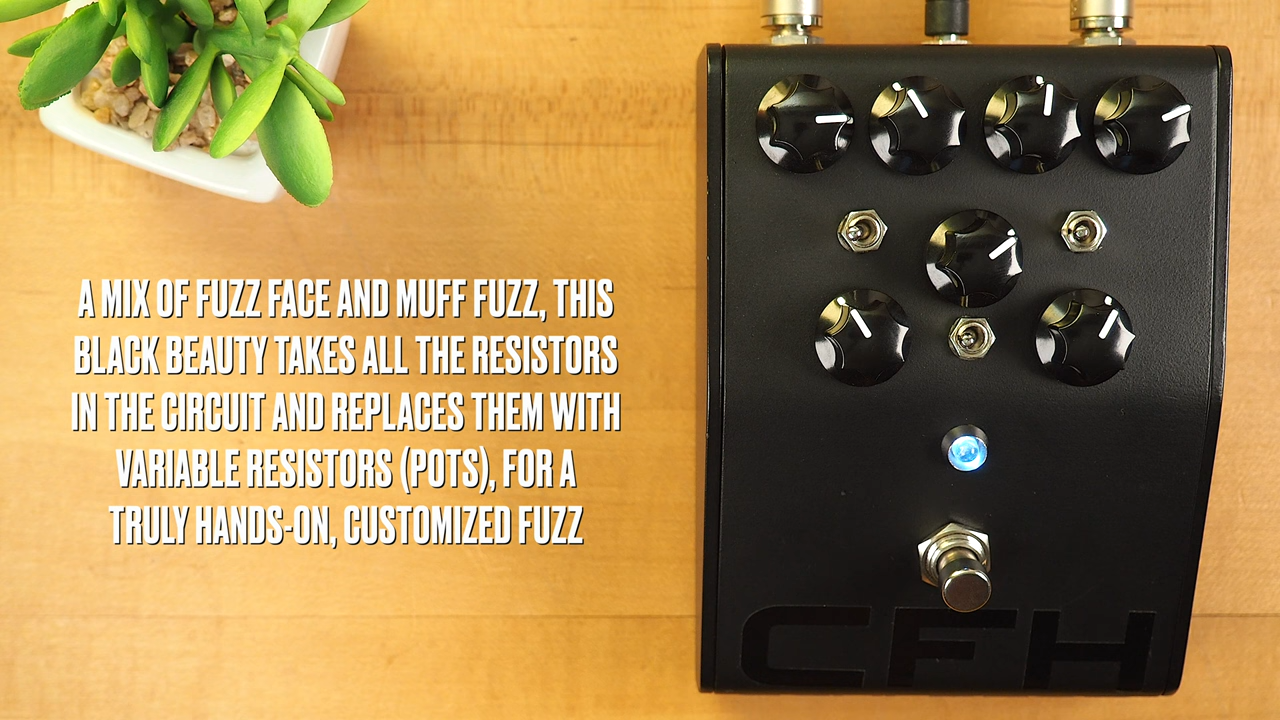 A MIX OF FUZZ FACE AND MUFF FUZZ, THIS
BLACK BEAUTY TAKES ALL THE RESISTORS
IN THE CIRCUIT AND REPLACES THEM WITH
VARIABLE RESISTORS (POTS), FOR A
TRULY HANDS-ON, CUSTOMIZED FUZZ
CFH